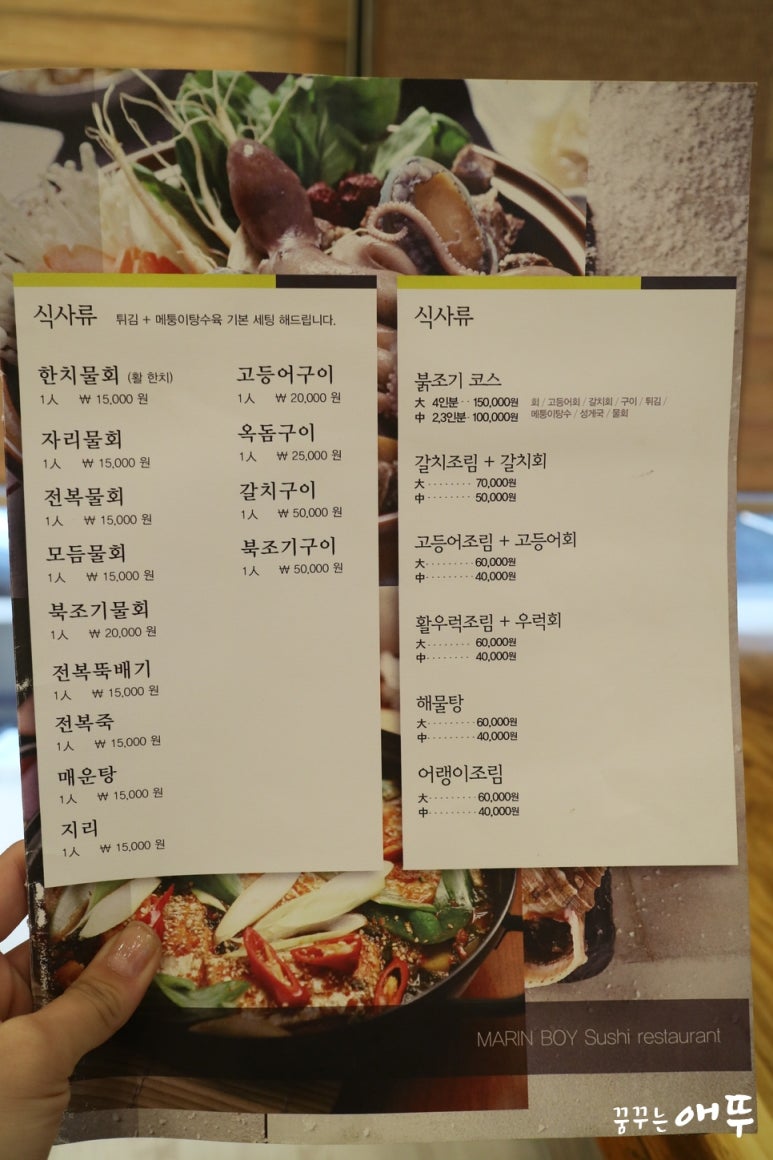 식사류 튀김 + 메퉁이탕수육 기본 세팅 해드립니다.
한치물회 (활 한치)
1人 ₩ 15,000 원
자리물회
1人 ₩ 15,000 원
전복물회
1人 ₩ 15,000 원
모듬물회
1人 ₩ 15,000 원
북조기물회
1人 ₩ 20,000 원
전복뚝배기
1人 ₩ 15,000 원
전복죽
1人 ₩ 15,000 원
매운탕
1人 ₩ 15,000 원
지리
1人 ₩ 15,000 원
고등어구이
1人 ₩ 20,000 원
옥돔구이
1人 ₩ 25,000 원
갈치구이
1人 ₩ 50,000 원
북조기구이
1人 ₩ 50,000 원
식사류
붉조기 코스
大 4인분 ·· 150,000원
中 2,3인분· 100,000원
회 / 고등어회 / 갈치회 / 구이 / 튀김 /
메퉁이탕수 / 성게국 / 물회
갈치조림 + 갈치회
大 ········ 70,000원
中 ········ 50,000원
고등어조림 + 고등어회
大 ········ 60,000원
中 ········ 40,000원
활우럭조림 + 우럭회
大 ········ 60,000원
中 ········ 40,000원
해물탕
大 ········ 60,000원
中 ········ 40,000원
어랭이조림
大 ········ 60,000원
中 ········ 40,000원
MARIN BOY Sushi restaurant
꿈꾸는애뚜